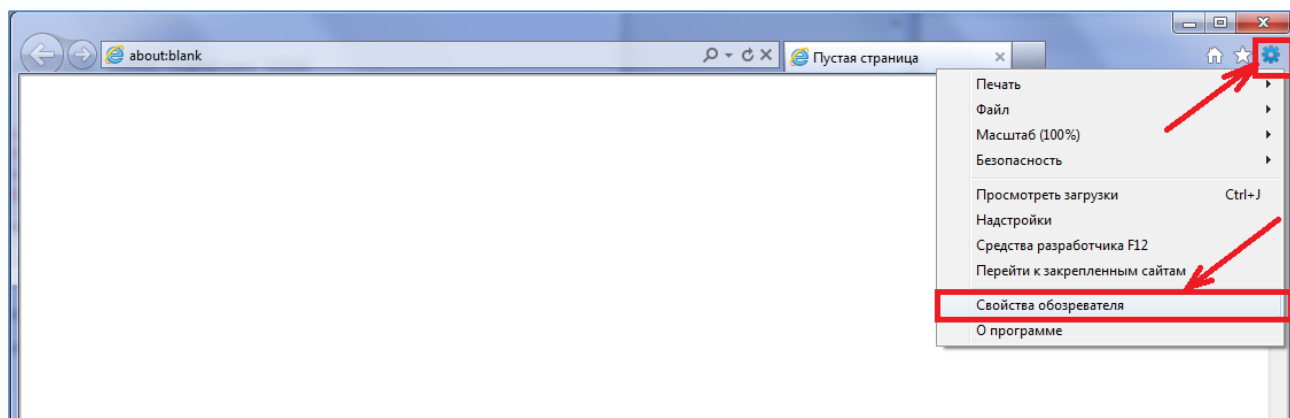 about:blank
Пустая страница
Печать
Файл
Масштаб (100%)
Безопасность
Просмотреть загрузки Ctrl+J
Надстройки
Средства разработчика F12
Перейти к закрепленным сайтам
Свойства обозревателя
О программе